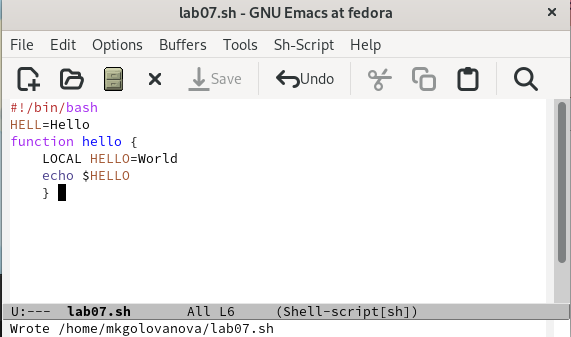 lab07.sh - GNU Emacs at fedora
File Edit Options Buffers Tools Sh-Script Help
Save Undo
#!/bin/bash
HELL=Hello
function hello {
    LOCAL HELLO=World
    echo $HELLO
    }
U:--- lab07.sh All L6 (Shell-script[sh])
Wrote /home/mkgolovanova/lab07.sh